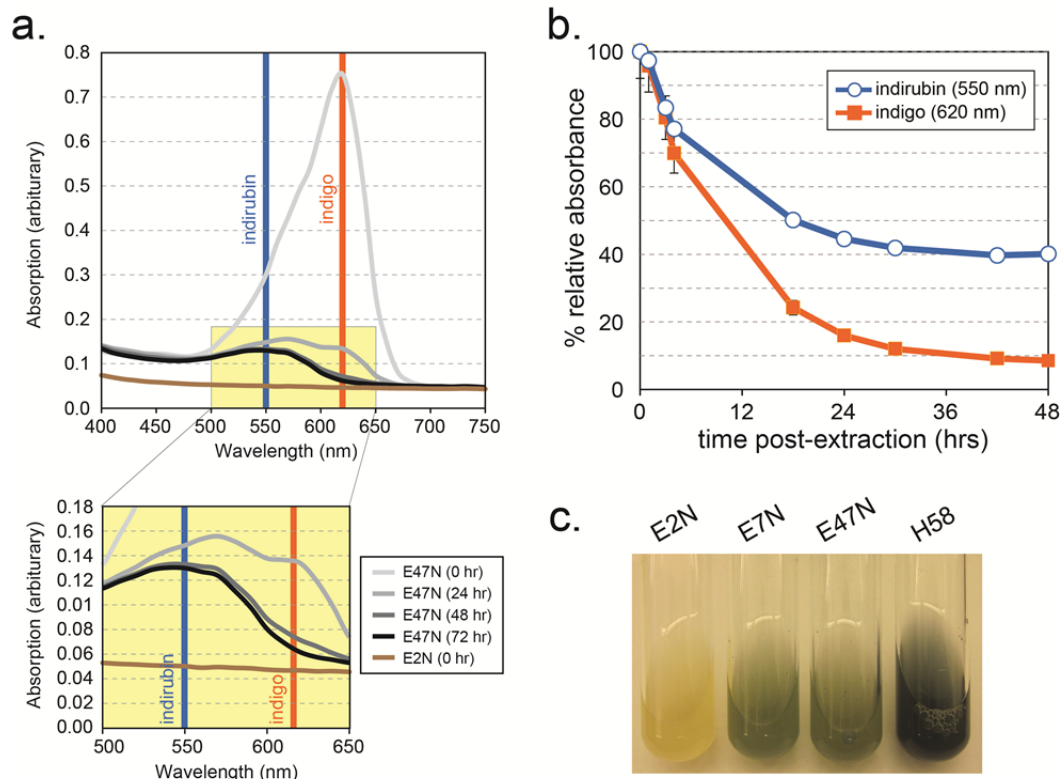 a.
0.8
0.7
0.6
0.5
0.4
0.3
0.2
0.1
0.0
Absorption (arbiturary)
indirubin
indigo
400 450 500 550 600 650 700 750
Wavelength (nm)
0.18
0.16
0.14
0.12
0.10
0.08
0.06
0.04
0.02
0.00
Absorption (arbiturary)
indirubin
indigo
500 550 600 650
Wavelength (nm)
E47N (0 hr)
E47N (24 hr)
E47N (48 hr)
E47N (72 hr)
E2N (0 hr)
b.
100
80
60
40
20
0
% relative absorbance
indirubin (550 nm)
indigo (620 nm)
0 12 24 36 48
time post-extraction (hrs)
c.
E2N E7N E47N H58